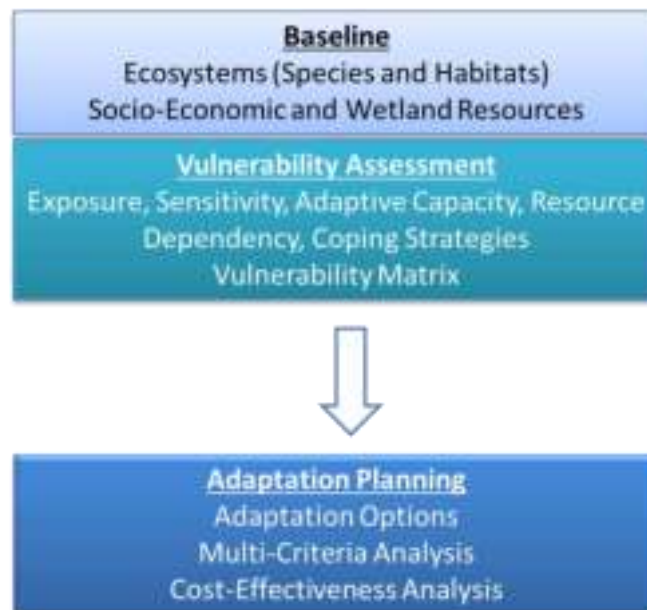 Baseline
Ecosystems (Species and Habitats)
Socio-Economic and Wetland Resources
Vulnerability Assessment
Exposure, Sensitivity, Adaptive Capacity, Resource
Dependency, Coping Strategies
Vulnerability Matrix
Adaptation Planning
Adaptation Options
Multi-Criteria Analysis
Cost-Effectiveness Analysis